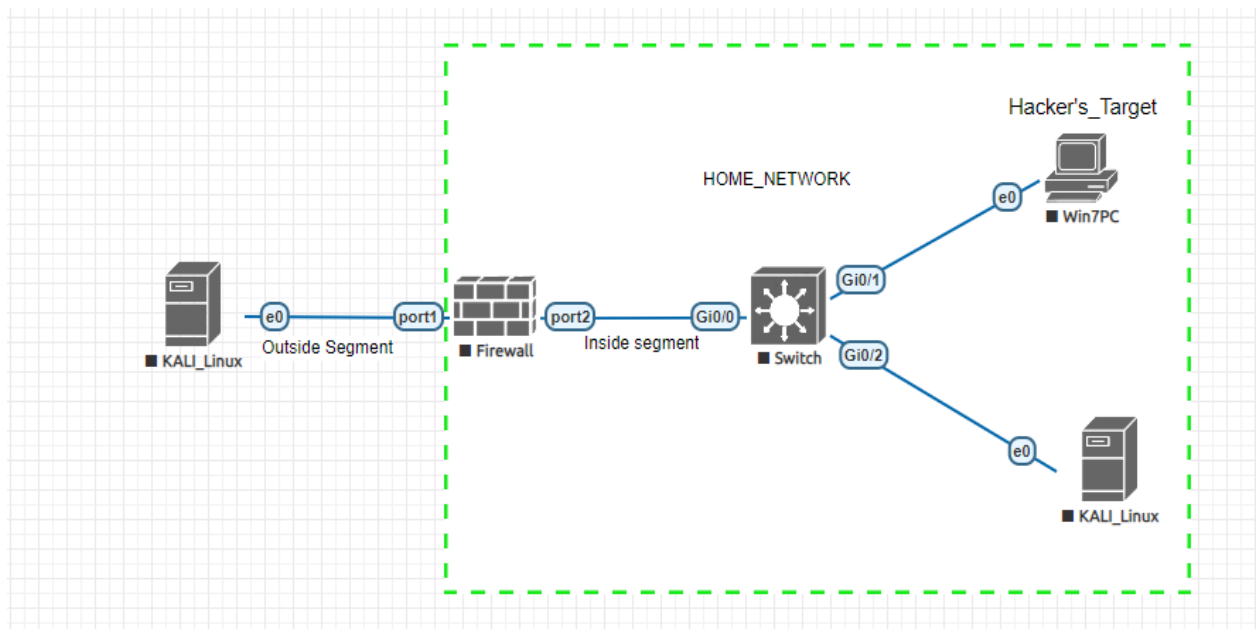 Hacker's_Target
HOME_NETWORK
e0
Win7PC
Gi0/1
e0
port1
port2
Gi0/0
Outside Segment
Inside segment
KALI_Linux
Firewall
Switch
Gi0/2
e0
KALI_Linux